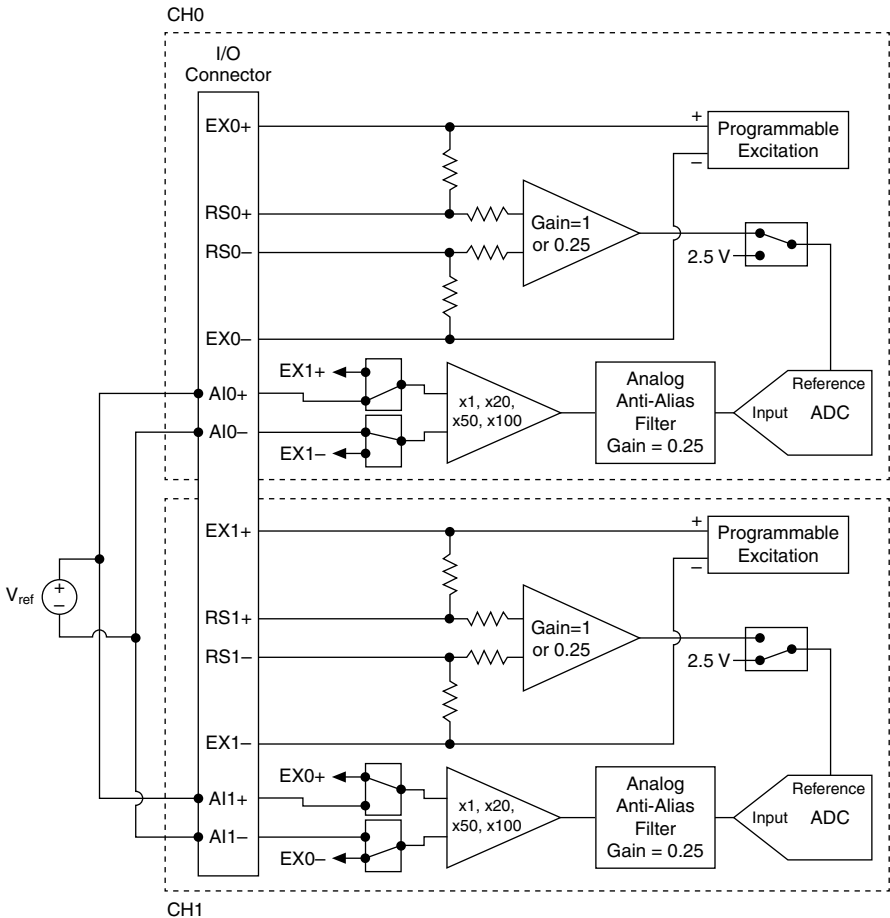 CH0
I/O
Connector
EX0+
+
Programmable
Excitation
–
RS0+
Gain=1
or 0.25
RS0–
2.5 V
EX0–
EX1+
AI0+
x1, x20,
x50, x100
Analog
Anti-Alias
Filter
Gain = 0.25
Reference
Input
ADC
AI0–
EX1–
EX1+
+
Programmable
Excitation
–
Vref
+
–
RS1+
Gain=1
or 0.25
RS1–
2.5 V
EX1–
EX0+
AI1+
x1, x20,
x50, x100
Analog
Anti-Alias
Filter
Gain = 0.25
Reference
Input
ADC
AI1–
EX0–
CH1